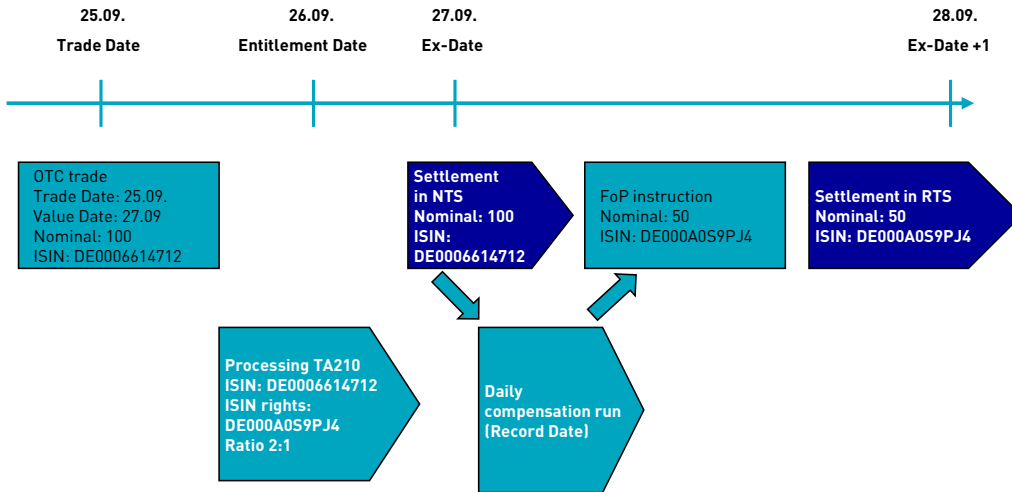 25.09.
Trade Date
26.09.
Entitlement Date
27.09.
Ex-Date
28.09.
Ex-Date +1
OTC trade
Trade Date: 25.09.
Value Date: 27.09
Nominal: 100
ISIN: DE0006614712
Settlement
in NTS
Nominal: 100
ISIN:
DE0006614712
FoP instruction
Nominal: 50
ISIN: DE000A0S9PJ4
Settlement in RTS
Nominal: 50
ISIN: DE000A0S9PJ4
Processing TA210
ISIN: DE0006614712
ISIN rights:
DE000A0S9PJ4
Ratio 2:1
Daily
compensation run
(Record Date)